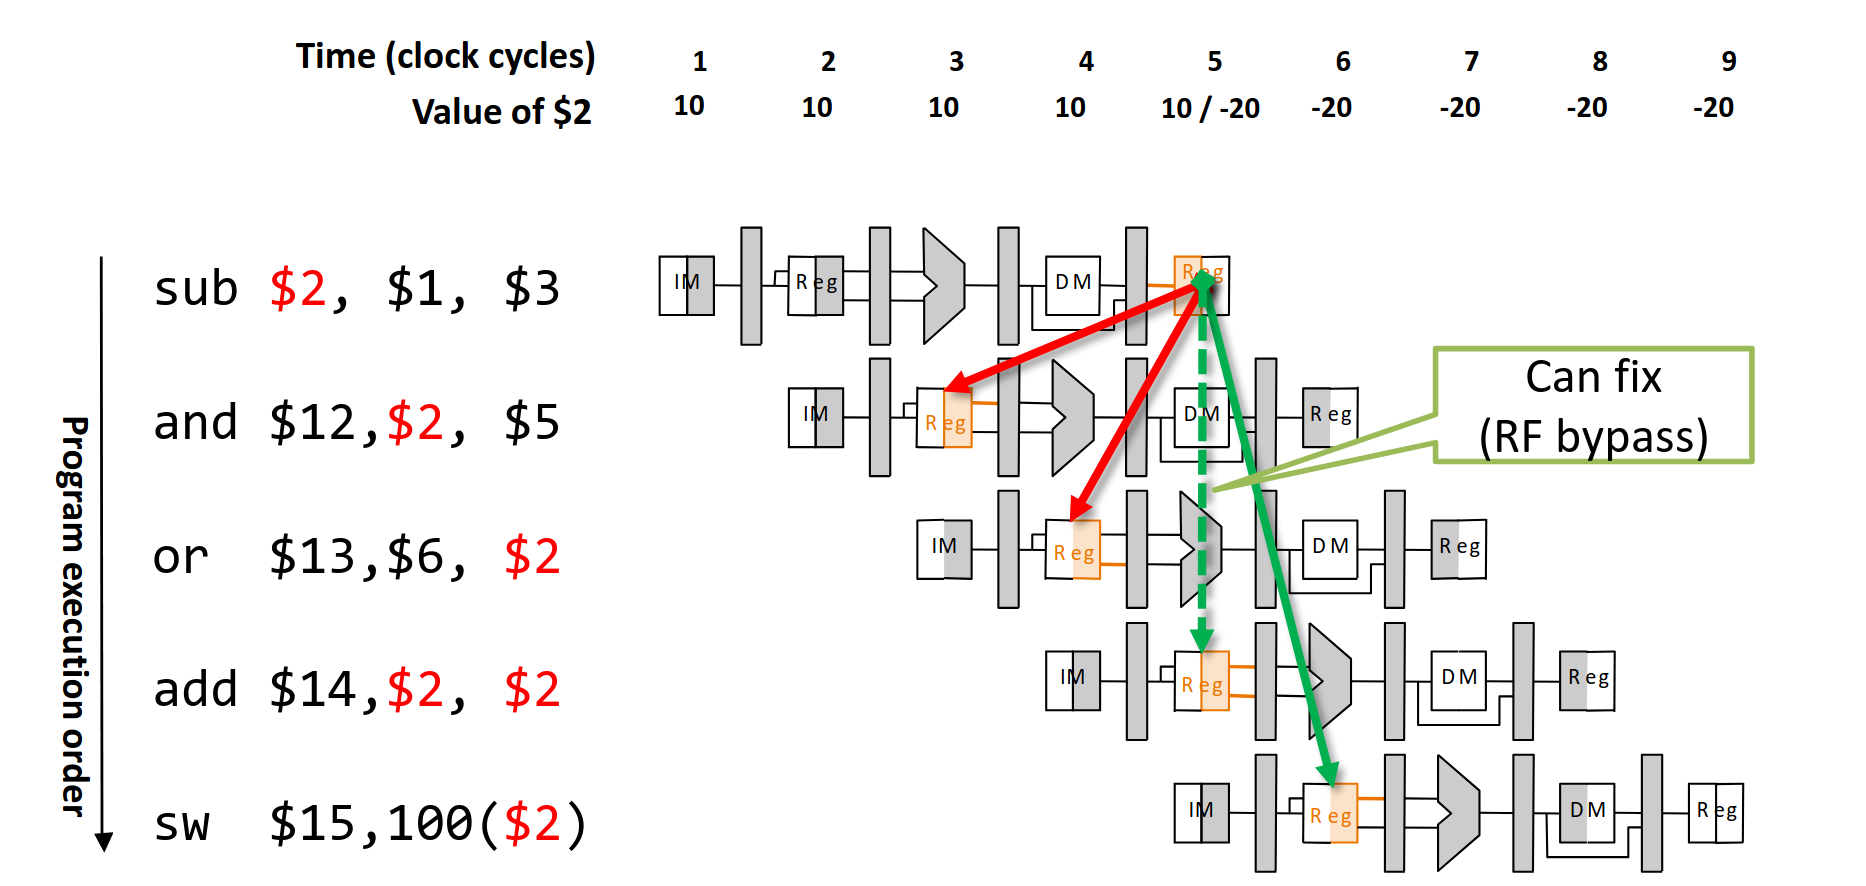 Time (clock cycles) 1 2 3 4 5 6 7 8 9
Value of $2 10 10 10 10 10 / -20 -20 -20 -20 -20
Program execution order
sub $2, $1, $3
IM Reg DM Reg
and $12,$2, $5
IM Reg DM Reg
Can fix
(RF bypass)
or $13,$6, $2
IM Reg DM Reg
add $14,$2, $2
IM Reg DM Reg
sw $15,100($2)
IM Reg DM Reg